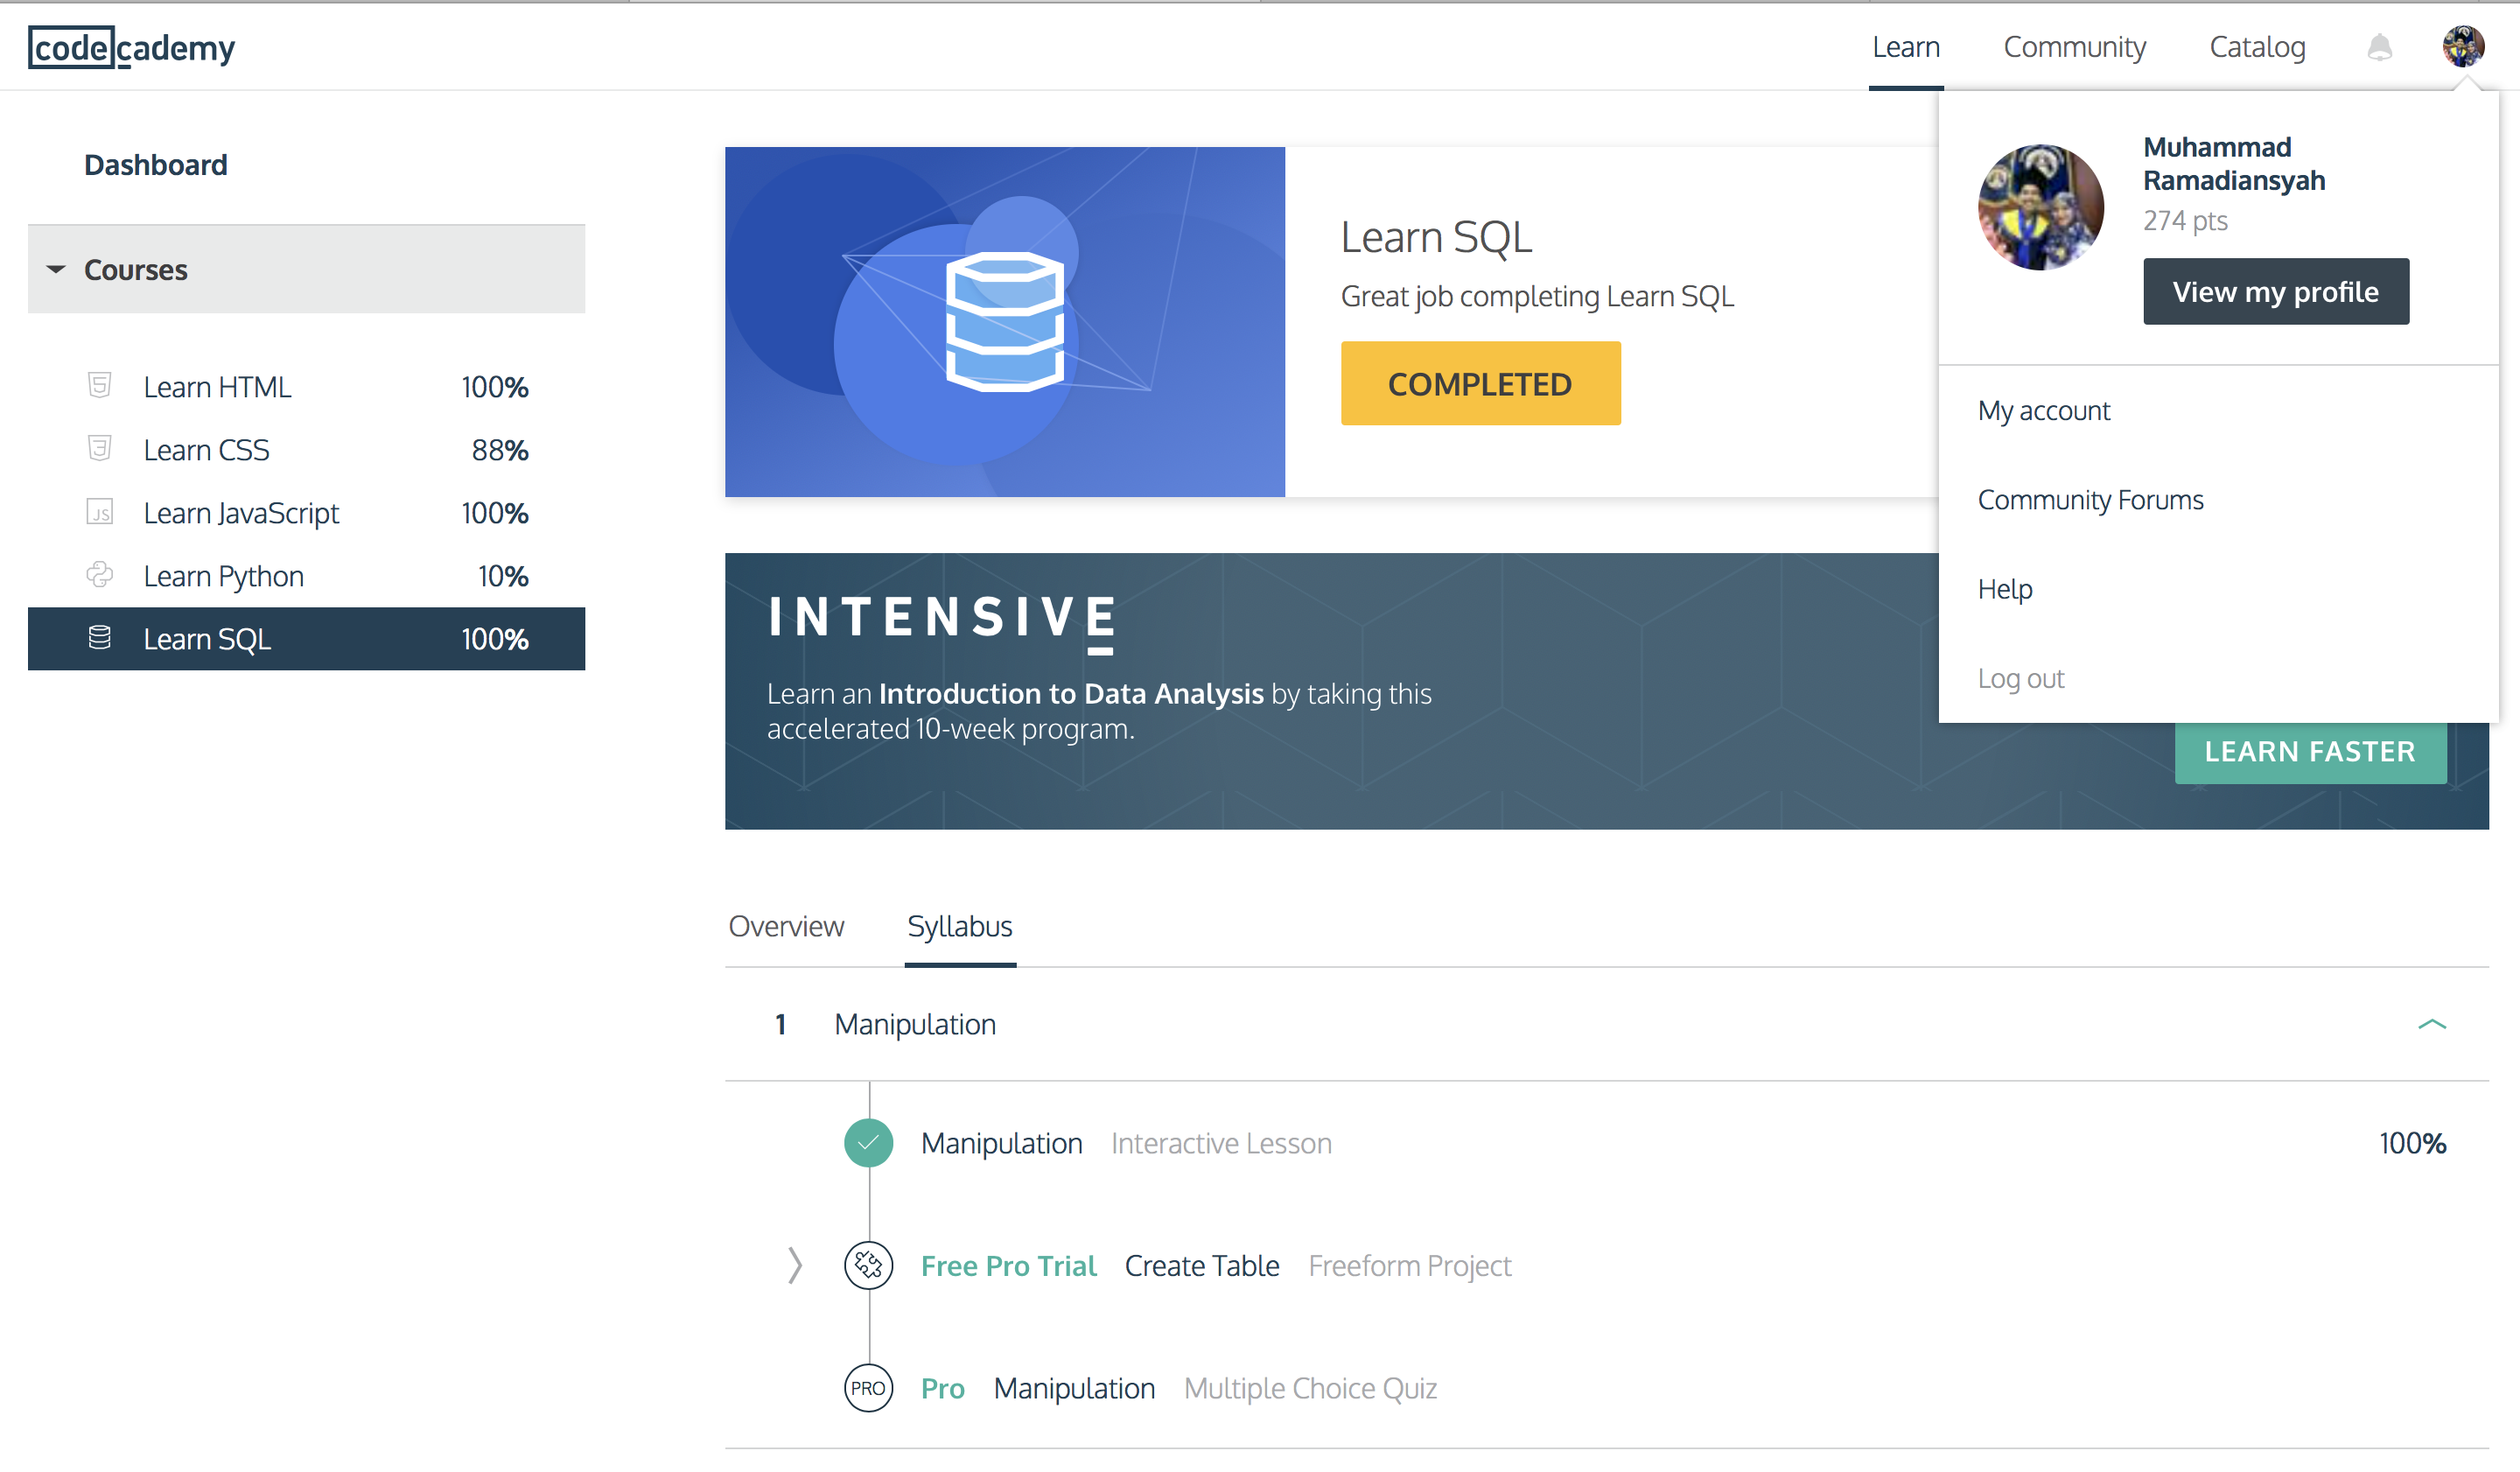 codecademy
Learn
Community
Catalog
Dashboard
Courses
Learn HTML 100%
Learn CSS 88%
JS Learn JavaScript 100%
Learn Python 10%
Learn SQL 100%
Learn SQL
Great job completing Learn SQL
COMPLETED
Muhammad
Ramadiansyah
274 pts
View my profile
My account
Community Forums
Help
Log out
INTENSIVE
Learn an Introduction to Data Analysis by taking this
accelerated 10-week program.
LEARN FASTER
Overview
Syllabus
1 Manipulation
Manipulation Interactive Lesson 100%
Free Pro Trial Create Table Freeform Project
PRO Pro Manipulation Multiple Choice Quiz